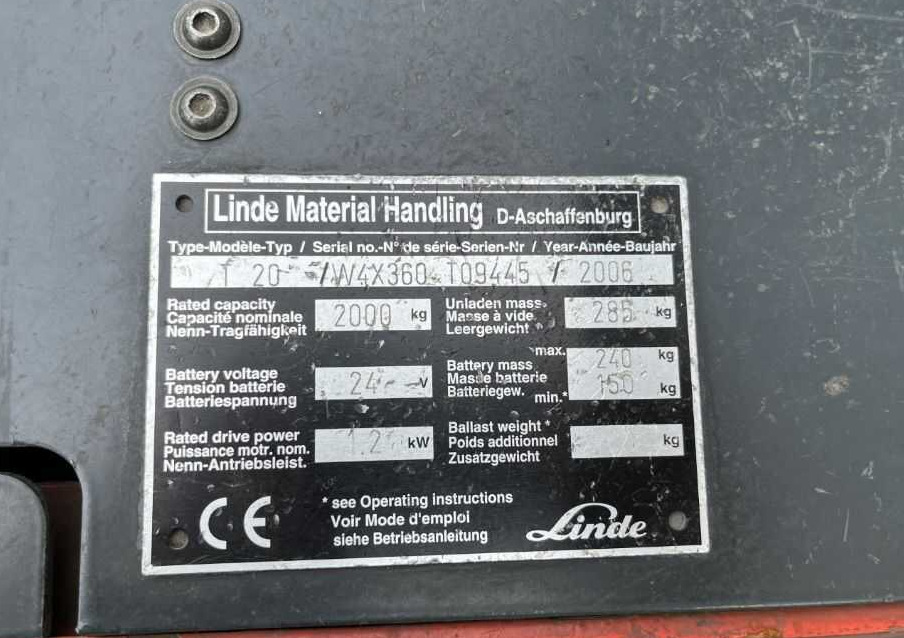 Linde Material Handling D-Aschaffenburg
Type-Modèle-Typ / Serial no.-N° de série-Serien-Nr / Year-Année-Baujahr
T 20 / W4X360 T09445 / 2006
Rated capacity
Capacité nominale
Nenn-Tragfähigkeit
2000 kg
Unladen mass
Masse à vide
Leergewicht
285 kg
Battery voltage
Tension batterie
Batteriespannung
24 V
Battery mass
Masse batterie
Batteriegew.
max. 240 kg
min.* 150 kg
Rated drive power
Puissance motr. nom.
Nenn-Antriebsleist.
1.2 kW
Ballast weight *
Poids additionnel
Zusatzgewicht
kg
CE
* see Operating instructions
Voir Mode d'emploi
siehe Betriebsanleitung
Linde